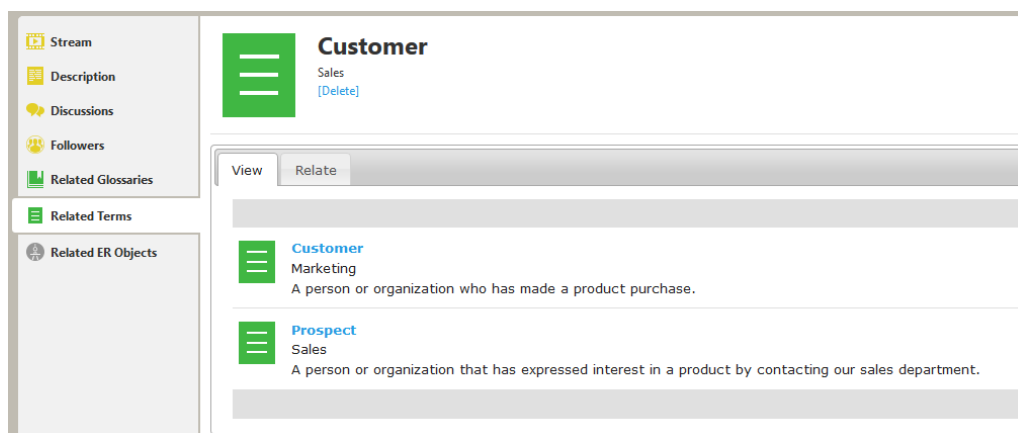 Stream
Description
Discussions
Followers
Related Glossaries
Related Terms
Related ER Objects
Customer
Sales
[Delete]
View
Relate
Customer
Marketing
A person or organization who has made a product purchase.
Prospect
Sales
A person or organization that has expressed interest in a product by contacting our sales department.